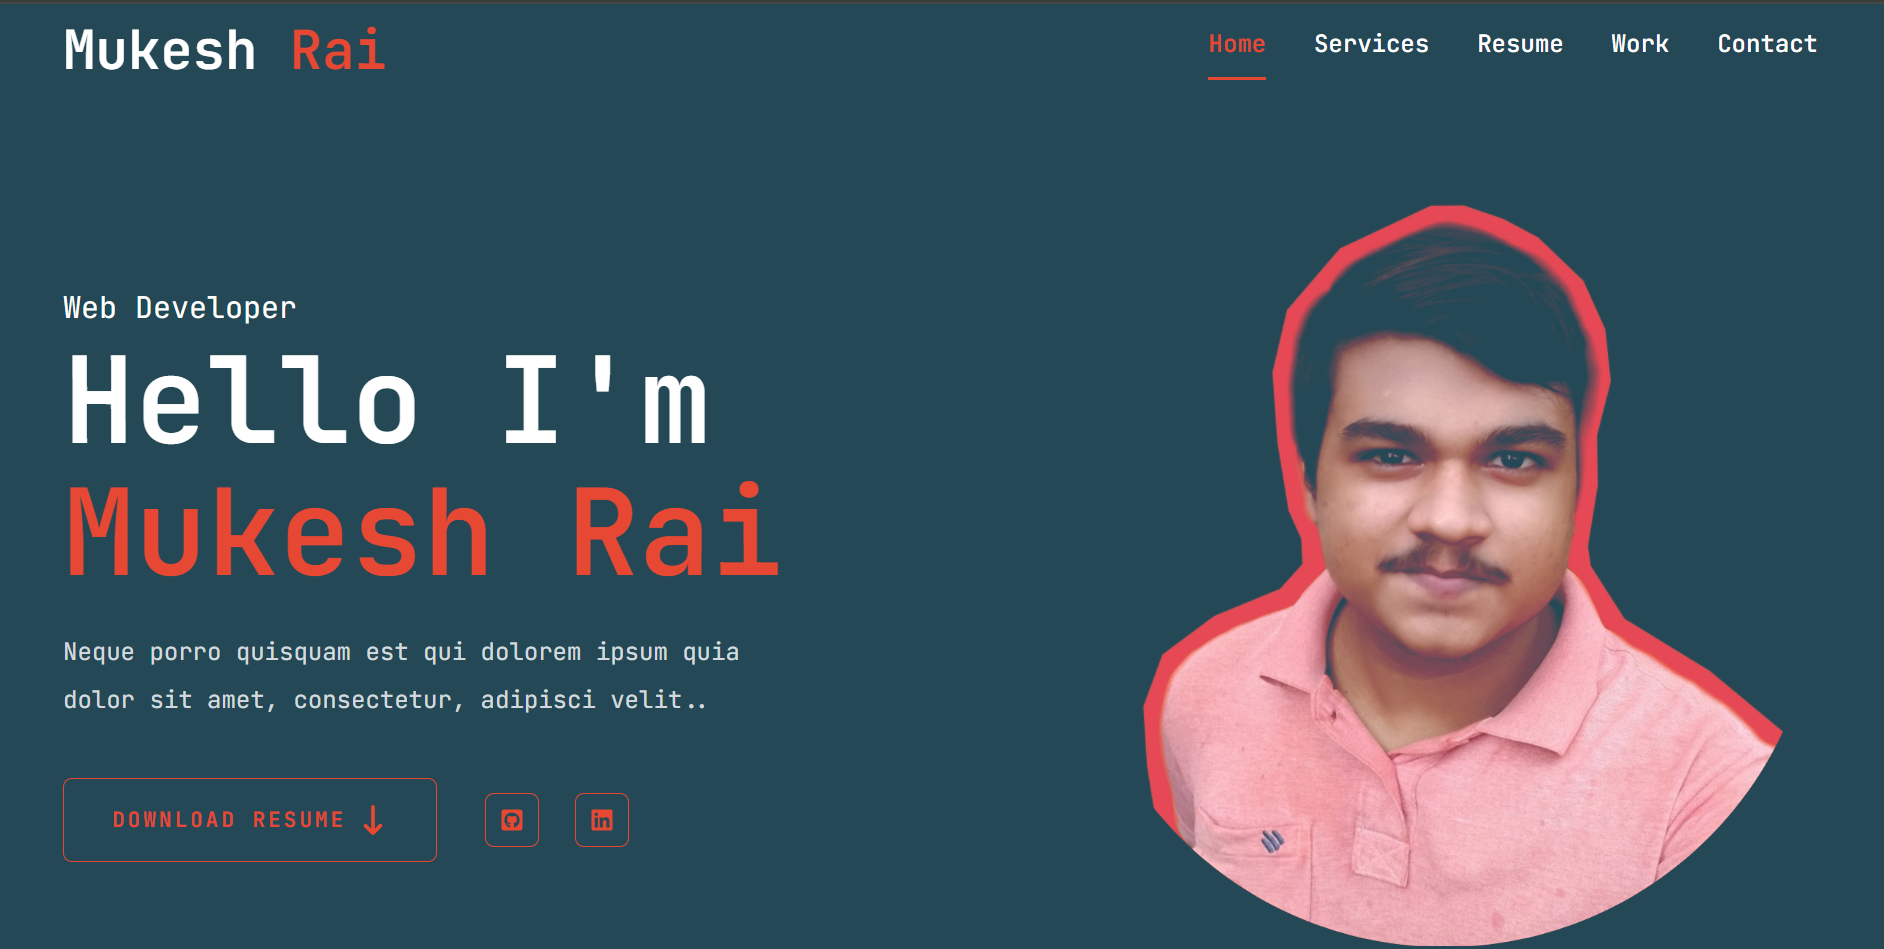 Mukesh Rai
Home Services Resume Work Contact
Web Developer
Hello I'm
Mukesh Rai
Neque porro quisquam est qui dolorem ipsum quia
dolor sit amet, consectetur, adipisci velit..
DOWNLOAD RESUME
in